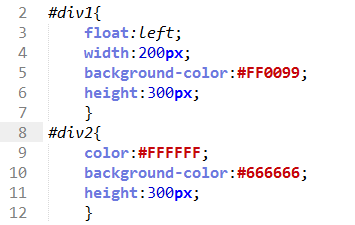 2 #div1{
3 float:left;
4 width:200px;
5 background-color:#FF0099;
6 height:300px;
7 }
8 #div2{
9 color:#FFFFFF;
10 background-color:#666666;
11 height:300px;
12 }